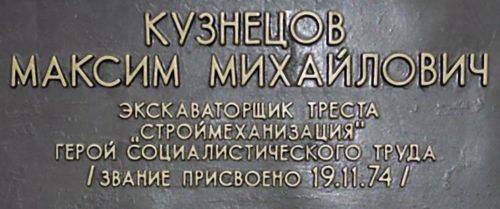 КУЗНЕЦОВ
МАКСИМ МИХАЙЛОВИЧ
ЭКСКАВАТОРЩИК ТРЕСТА
"СТРОЙМЕХАНИЗАЦИЯ"
ГЕРОЙ СОЦИАЛИСТИЧЕСКОГО ТРУДА
/ ЗВАНИЕ ПРИСВОЕНО 19.11.74 /